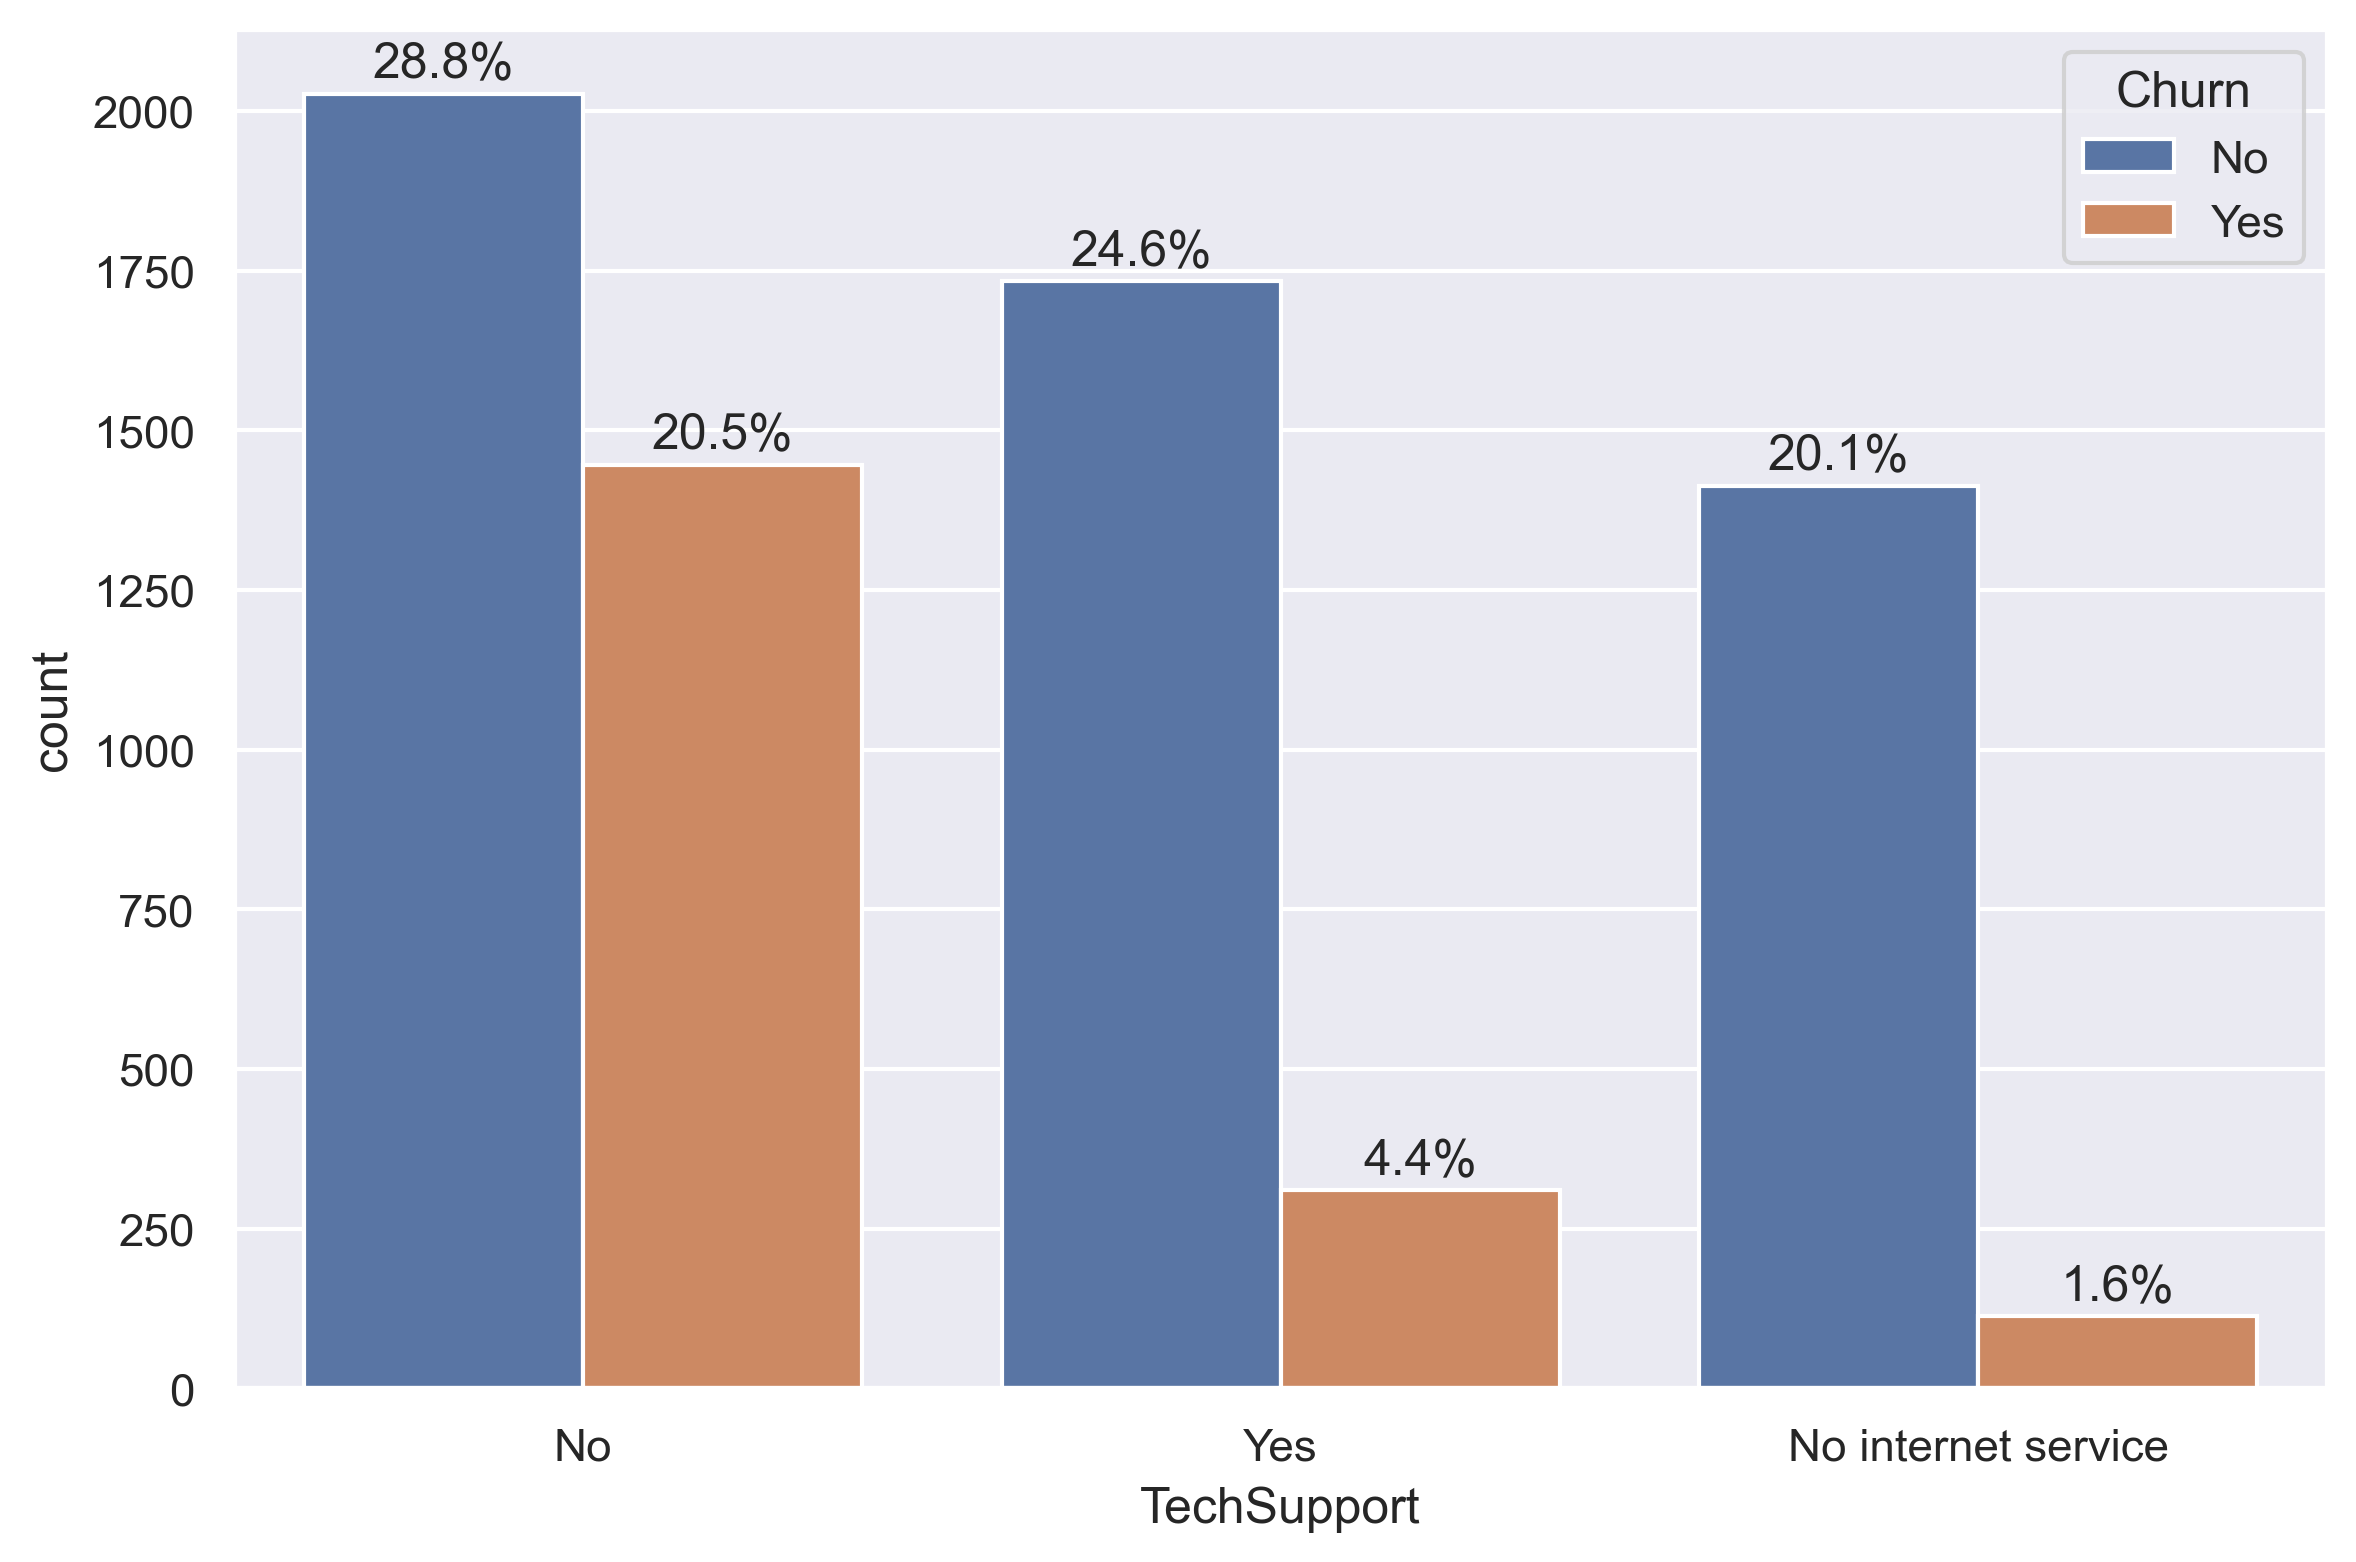 28.8%
2000
Churn
No
Yes
24.6%
1750
20.5%
1500
20.1%
1250
count
1000
750
500
4.4%
250
1.6%
0
No
Yes
No internet service
TechSupport